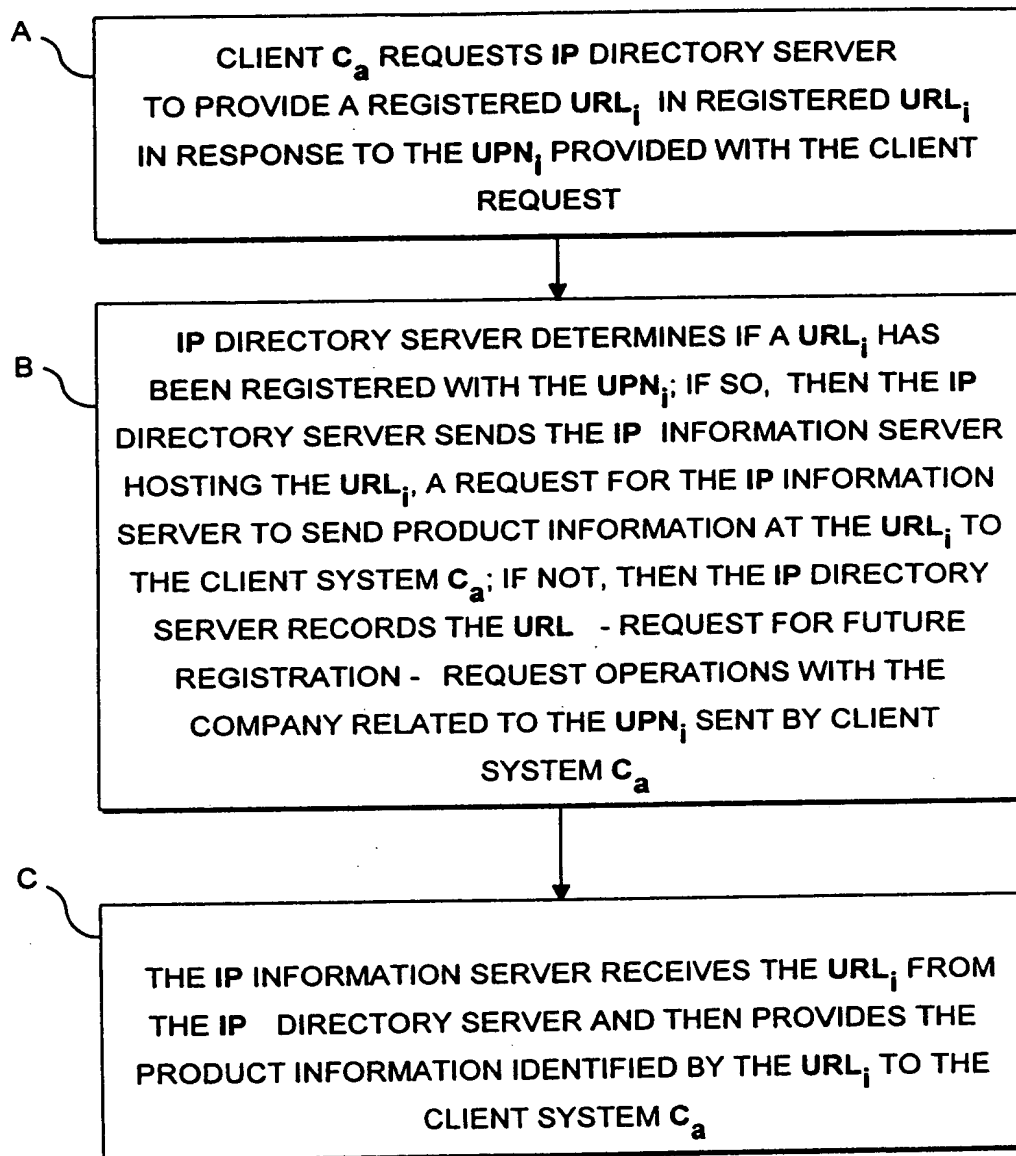 A
CLIENT Ca REQUESTS IP DIRECTORY SERVER
TO PROVIDE A REGISTERED URLi IN REGISTERED URLi
IN RESPONSE TO THE UPNi PROVIDED WITH THE CLIENT
REQUEST
B
IP DIRECTORY SERVER DETERMINES IF A URLi HAS
BEEN REGISTERED WITH THE UPNi; IF SO, THEN THE IP
DIRECTORY SERVER SENDS THE IP INFORMATION SERVER
HOSTING THE URLi, A REQUEST FOR THE IP INFORMATION
SERVER TO SEND PRODUCT INFORMATION AT THE URLi TO
THE CLIENT SYSTEM Ca; IF NOT, THEN THE IP DIRECTORY
SERVER RECORDS THE URL - REQUEST FOR FUTURE
REGISTRATION - REQUEST OPERATIONS WITH THE
COMPANY RELATED TO THE UPNi SENT BY CLIENT
SYSTEM Ca
C
THE IP INFORMATION SERVER RECEIVES THE URLi FROM
THE IP DIRECTORY SERVER AND THEN PROVIDES THE
PRODUCT INFORMATION IDENTIFIED BY THE URLi TO THE
CLIENT SYSTEM Ca